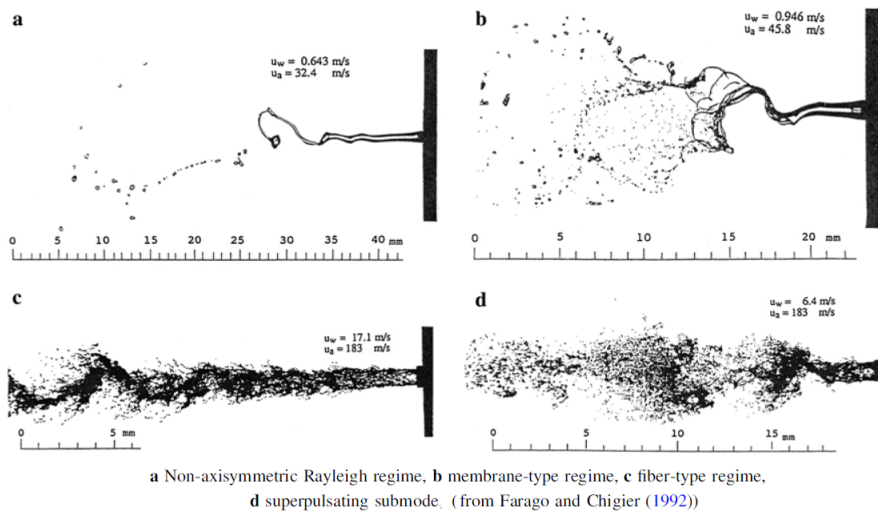 a
u_w = 0.643 m/s
u_a = 32.4 m/s
0 5 10 15 20 25 30 35 40 mm
b
u_w = 0.946 m/s
u_a = 45.8 m/s
0 5 10 15 20 mm
c
u_w = 17.1 m/s
u_a = 183 m/s
0 5 mm
d
u_w = 6.4 m/s
u_a = 183 m/s
0 5 10 15 mm
a Non-axisymmetric Rayleigh regime, b membrane-type regime, c fiber-type regime,
d superpulsating submode. (from Farago and Chigier (1992))